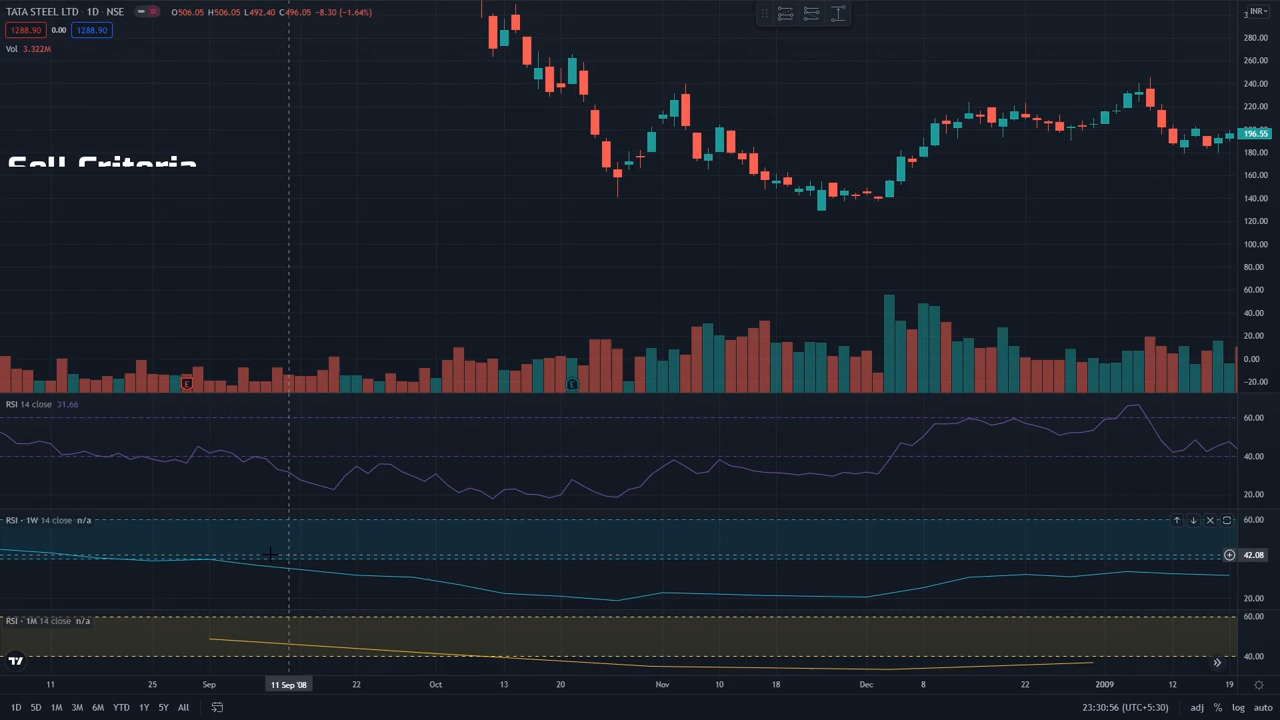 TATA STEEL LTD · 1D · NSE
O506.05 H506.05 L492.40 C496.05 −8.30 (−1.64%)
INR
1288.90 0.00 1288.90
Vol 3.322M
Sell Criteria
280.00
260.00
240.00
220.00
196.55
180.00
160.00
140.00
120.00
100.00
80.00
60.00
40.00
20.00
0.00
−20.00
E
E
RSI 14 close 31.66
60.00
40.00
20.00
RSI · 1W 14 close n/a
60.00
42.08
20.00
RSI · 1M 14 close n/a
60.00
40.00
11 25 Sep 11 Sep '08 22 Oct 13 20 Nov 10 18 Dec 8 22 2009 12 19
1D 5D 1M 3M 6M YTD 1Y 5Y All
23:30:56 (UTC+5:30) adj % log auto